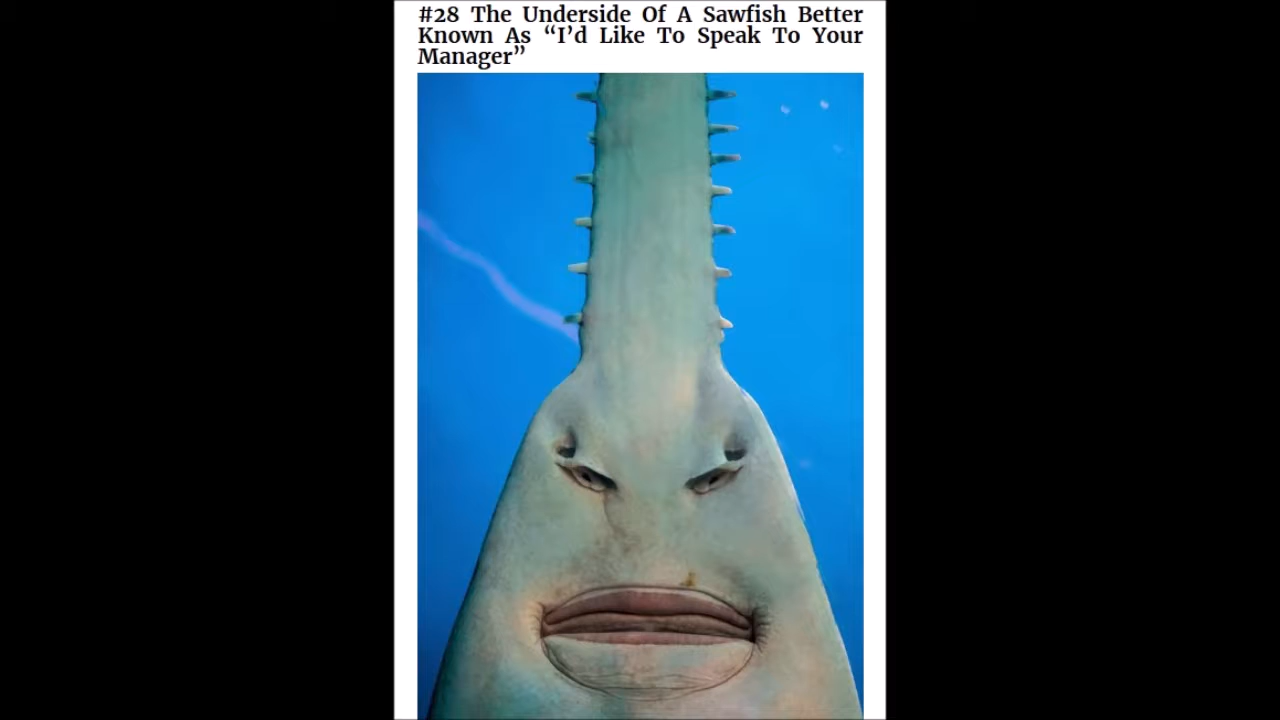 #28 The Underside Of A Sawfish Better
Known As “I’d Like To Speak To Your
Manager”